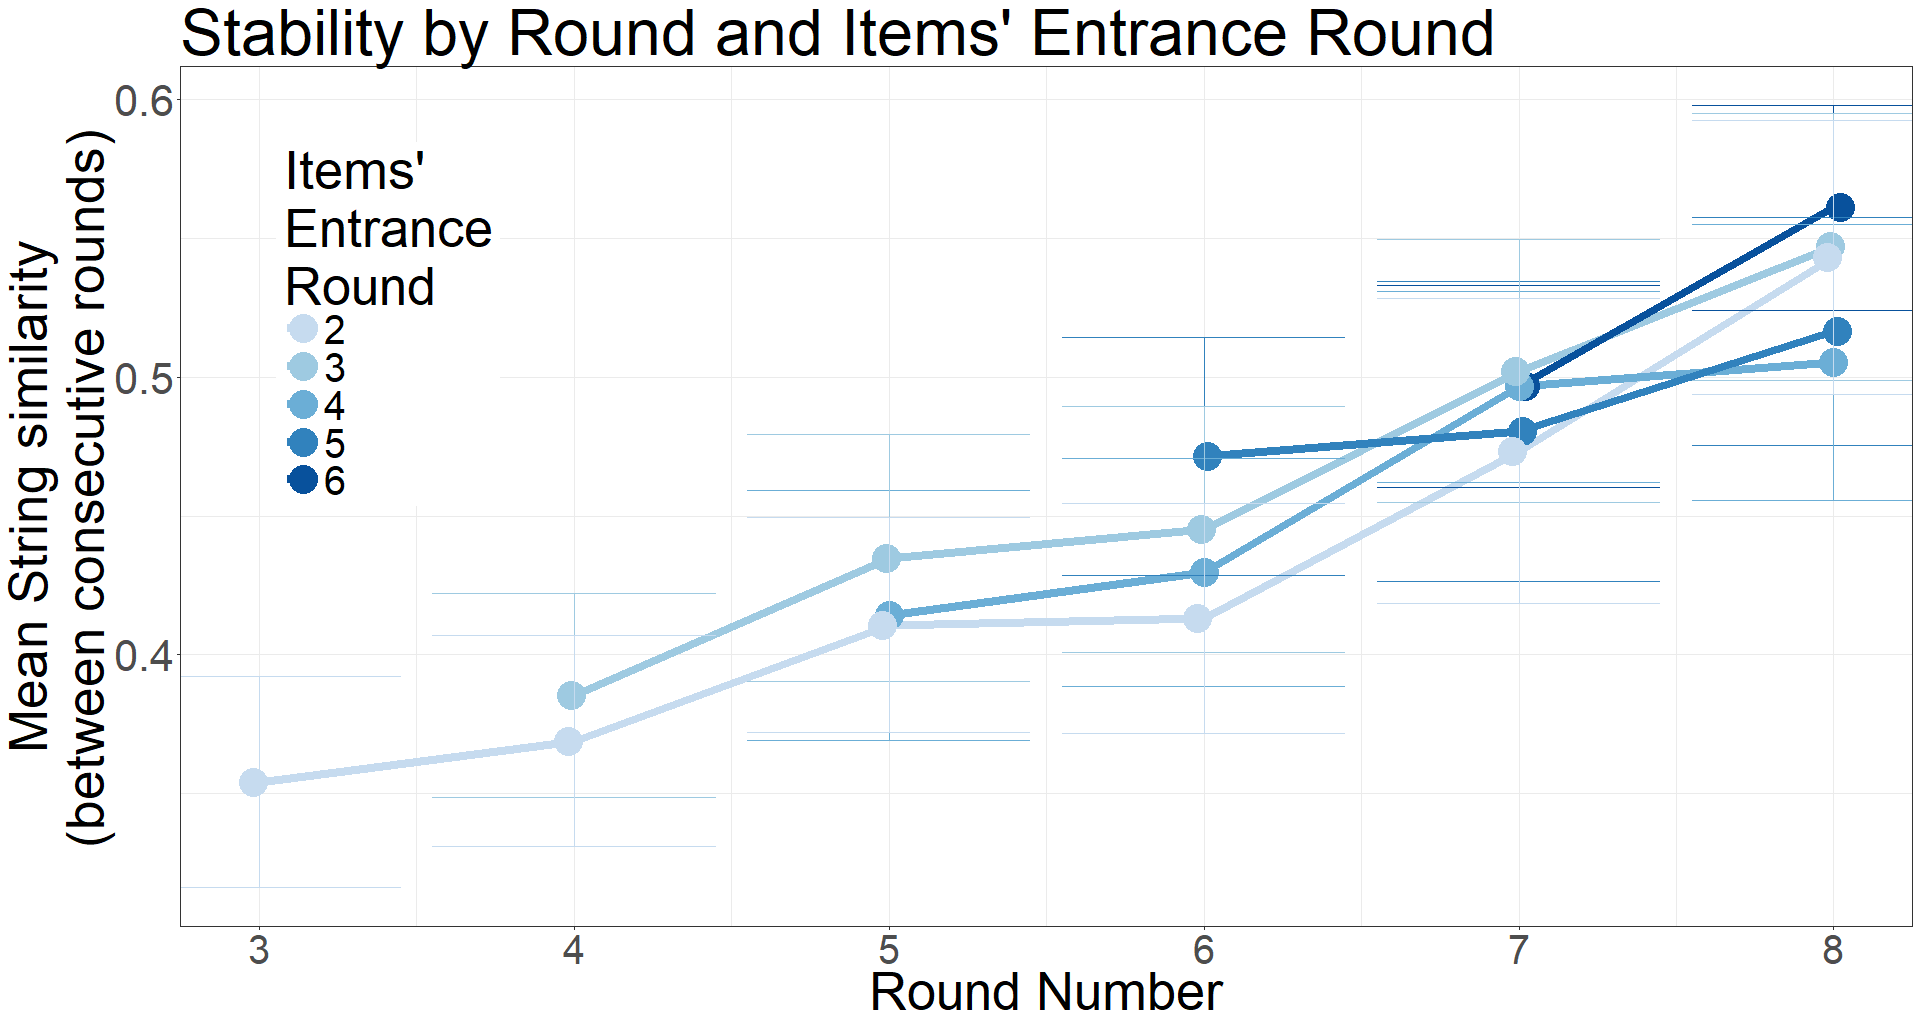 Stability by Round and Items' Entrance Round
Mean String similarity
(between consecutive rounds)
0.6
0.5
0.4
Items'
Entrance
Round
2
3
4
5
6
3 4 5 6 7 8
Round Number